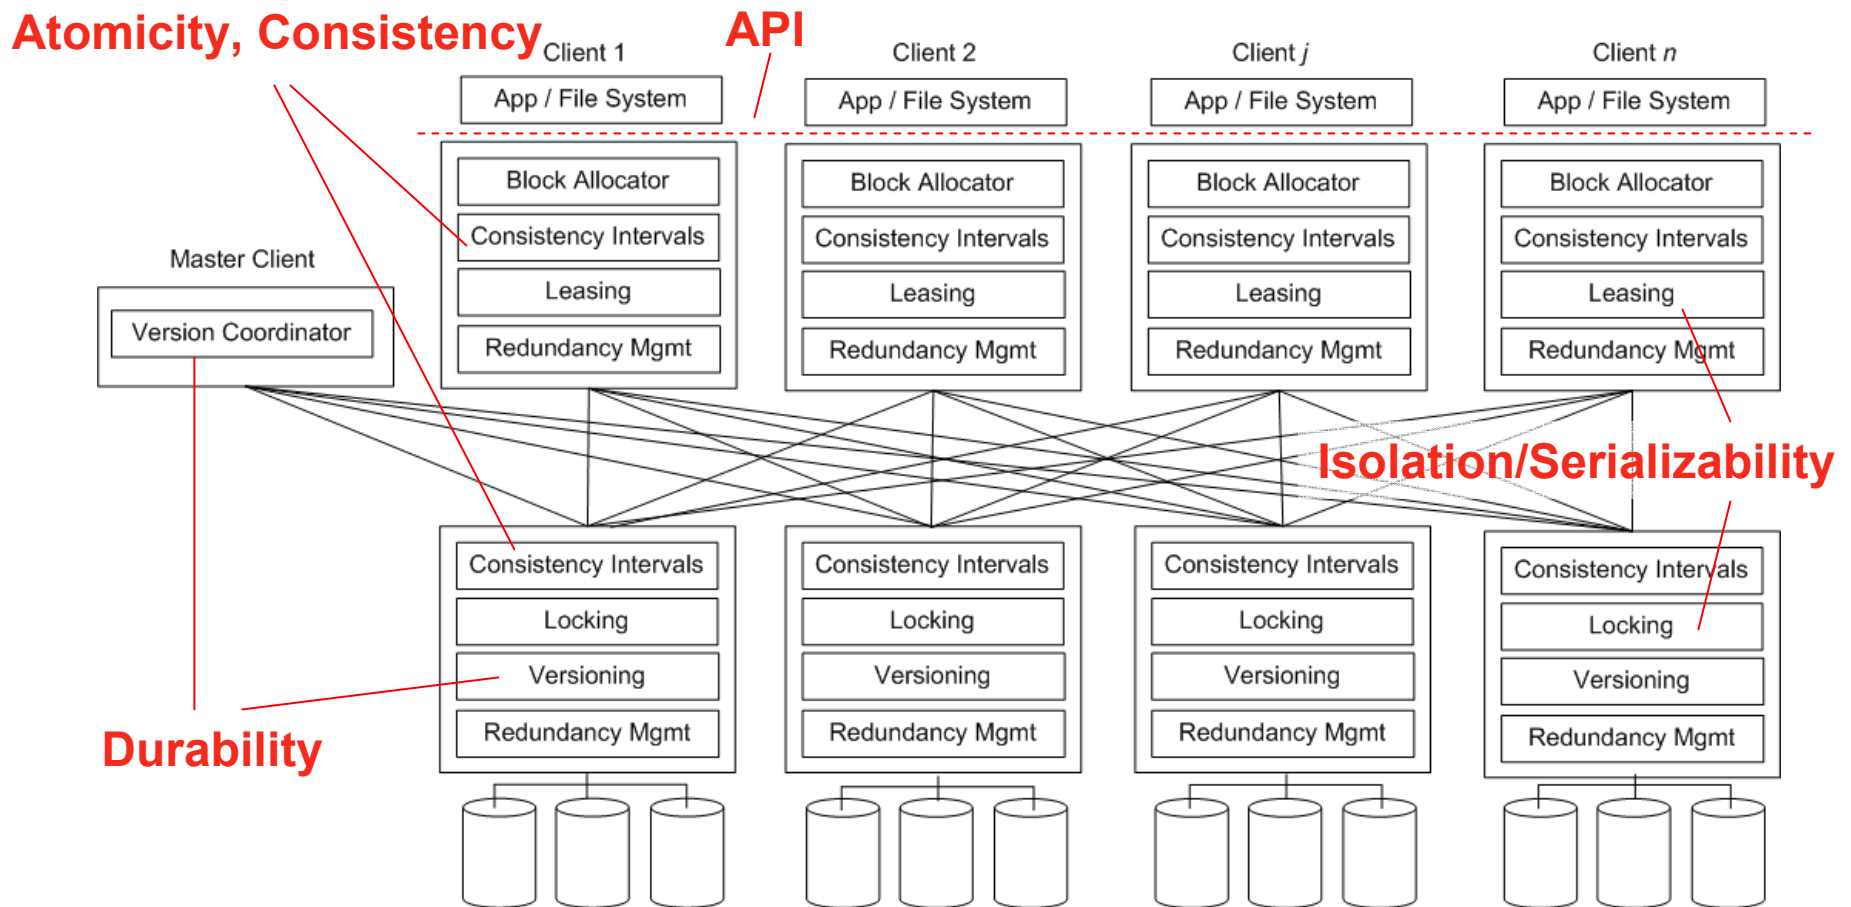 Atomicity, Consistency
API
Client 1
Client 2
Client j
Client n
App / File System
App / File System
App / File System
App / File System
Block Allocator
Block Allocator
Block Allocator
Block Allocator
Consistency Intervals
Consistency Intervals
Consistency Intervals
Consistency Intervals
Master Client
Leasing
Leasing
Leasing
Leasing
Version Coordinator
Redundancy Mgmt
Redundancy Mgmt
Redundancy Mgmt
Redundancy Mgmt
Isolation/Serializability
Consistency Intervals
Consistency Intervals
Consistency Intervals
Consistency Intervals
Locking
Locking
Locking
Locking
Versioning
Versioning
Versioning
Versioning
Durability
Redundancy Mgmt
Redundancy Mgmt
Redundancy Mgmt
Redundancy Mgmt